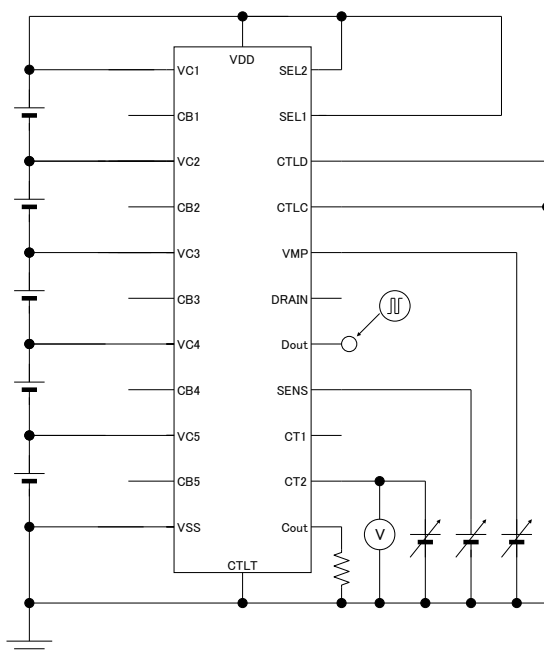 VDD
VC1 SEL2
CB1 SEL1
VC2 CTLD
CB2 CTLC
VC3 VMP
CB3 DRAIN
VC4 Dout
CB4 SENS
VC5 CT1
CB5 CT2
VSS Cout
V
CTLT